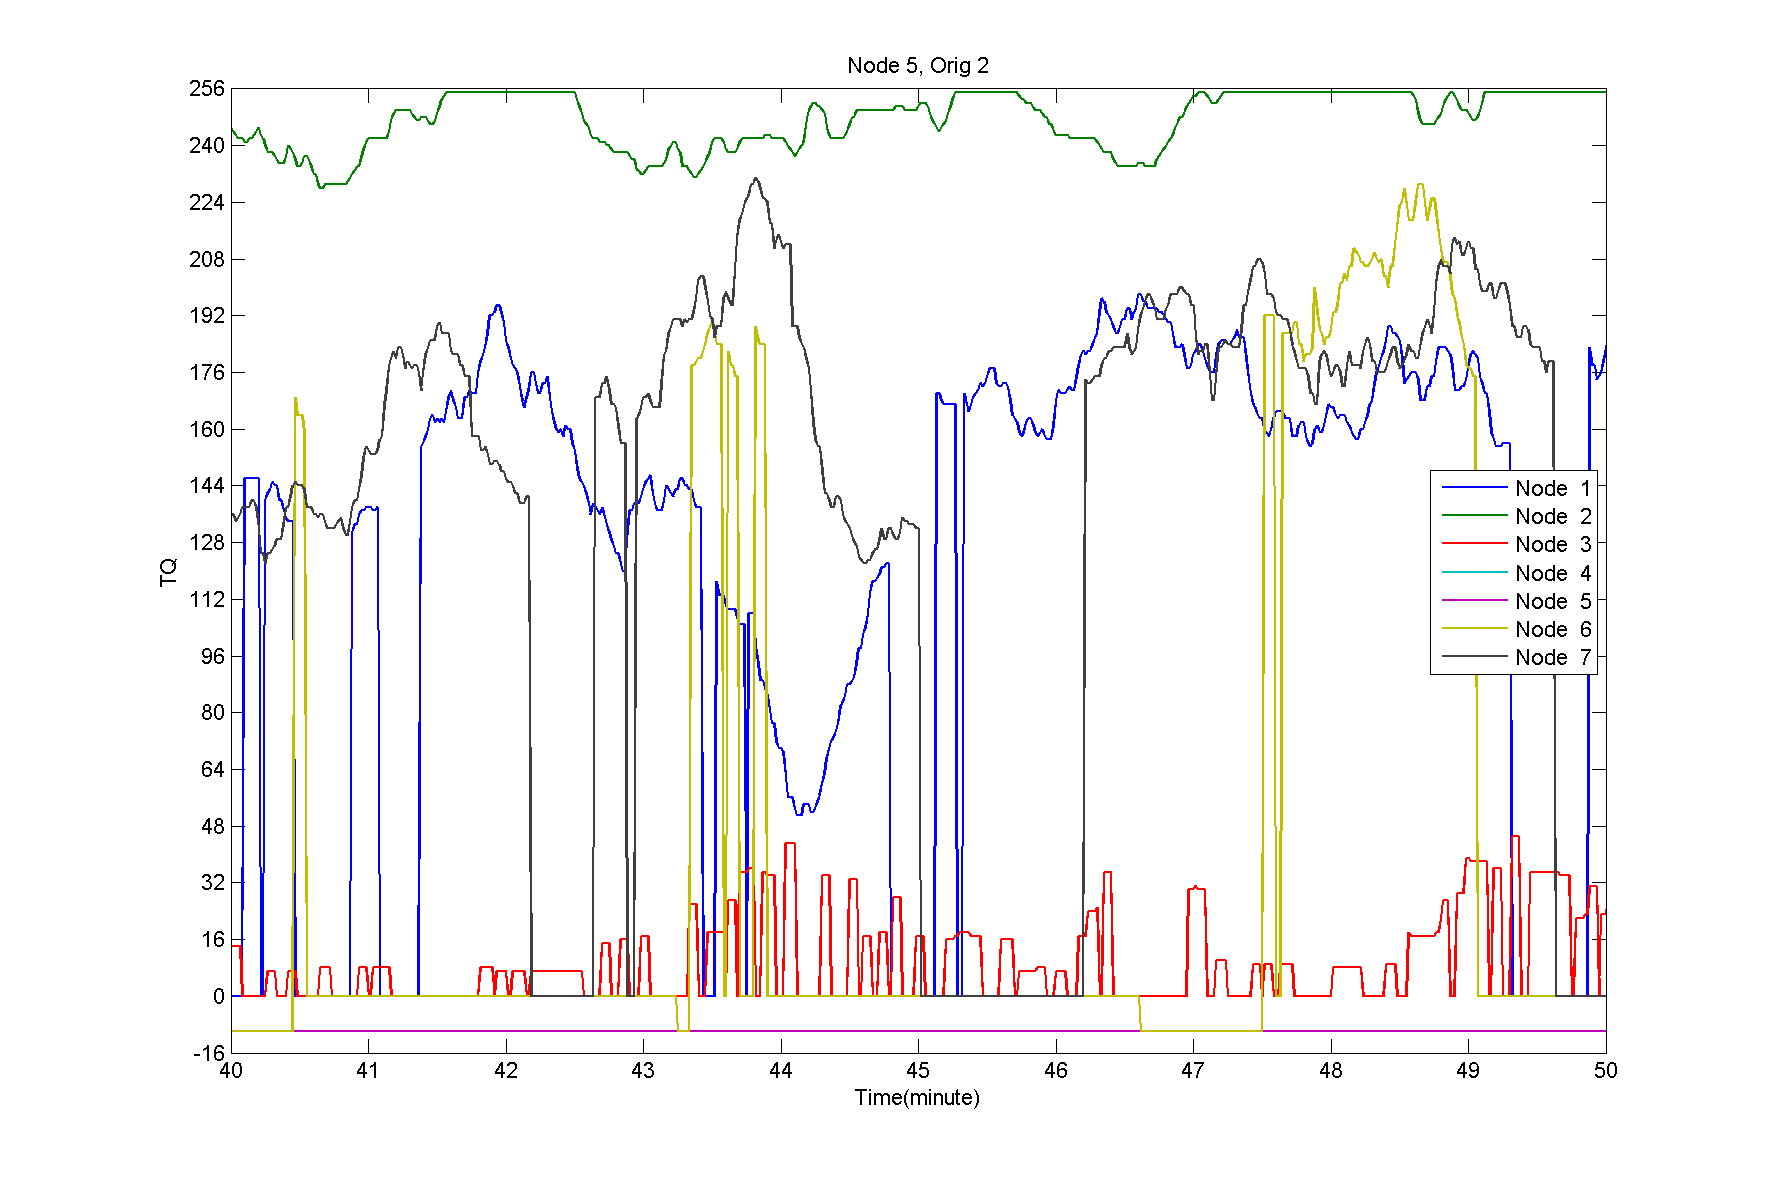 Node 5, Orig 2
256
240
224
208
192
176
160
144
128
112
96
80
64
48
32
16
0
-16
TQ
Node 1
Node 2
Node 3
Node 4
Node 5
Node 6
Node 7
40 41 42 43 44 45 46 47 48 49 50
Time(minute)